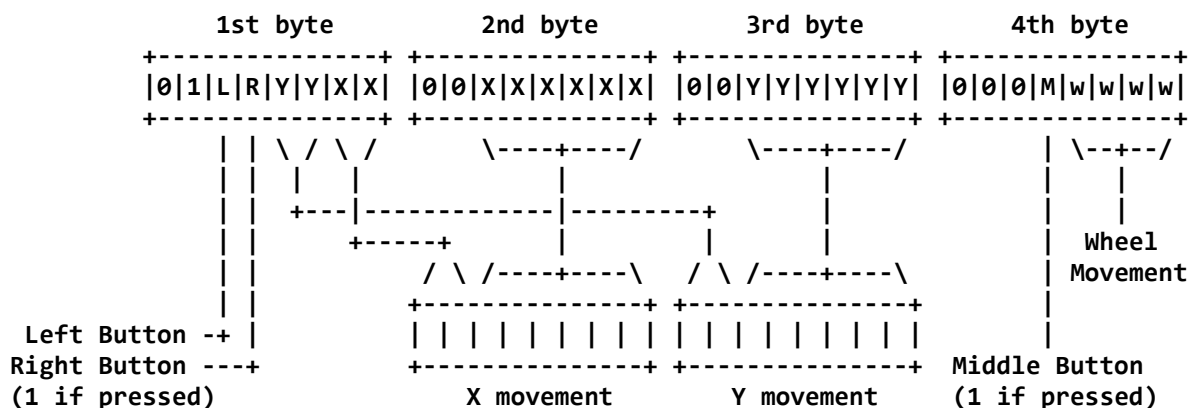 1st byte          2nd byte          3rd byte          4th byte
         +---------------+ +---------------+ +---------------+ +---------------+
         |0|1|L|R|Y|Y|X|X| |0|0|X|X|X|X|X|X| |0|0|Y|Y|Y|Y|Y|Y| |0|0|0|M|w|w|w|w|
         +---------------+ +---------------+ +---------------+ +---------------+
              | | \ / \ /       \----+----/       \----+----/         | \--+--/
              | |  |   |             |                 |              |    |
              | |  +---|-------------|---------+       |              |    |
              | |      +-----+       |         |       |              |  Wheel
              | |           / \ /----+----\   / \ /----+----\         | Movement
              | |          +---------------+ +---------------+        |
 Left Button -+ |          | | | | | | | | | | | | | | | | | |        |
Right Button ---+          +---------------+ +---------------+  Middle Button
(1 if pressed)                X movement        Y movement      (1 if pressed)